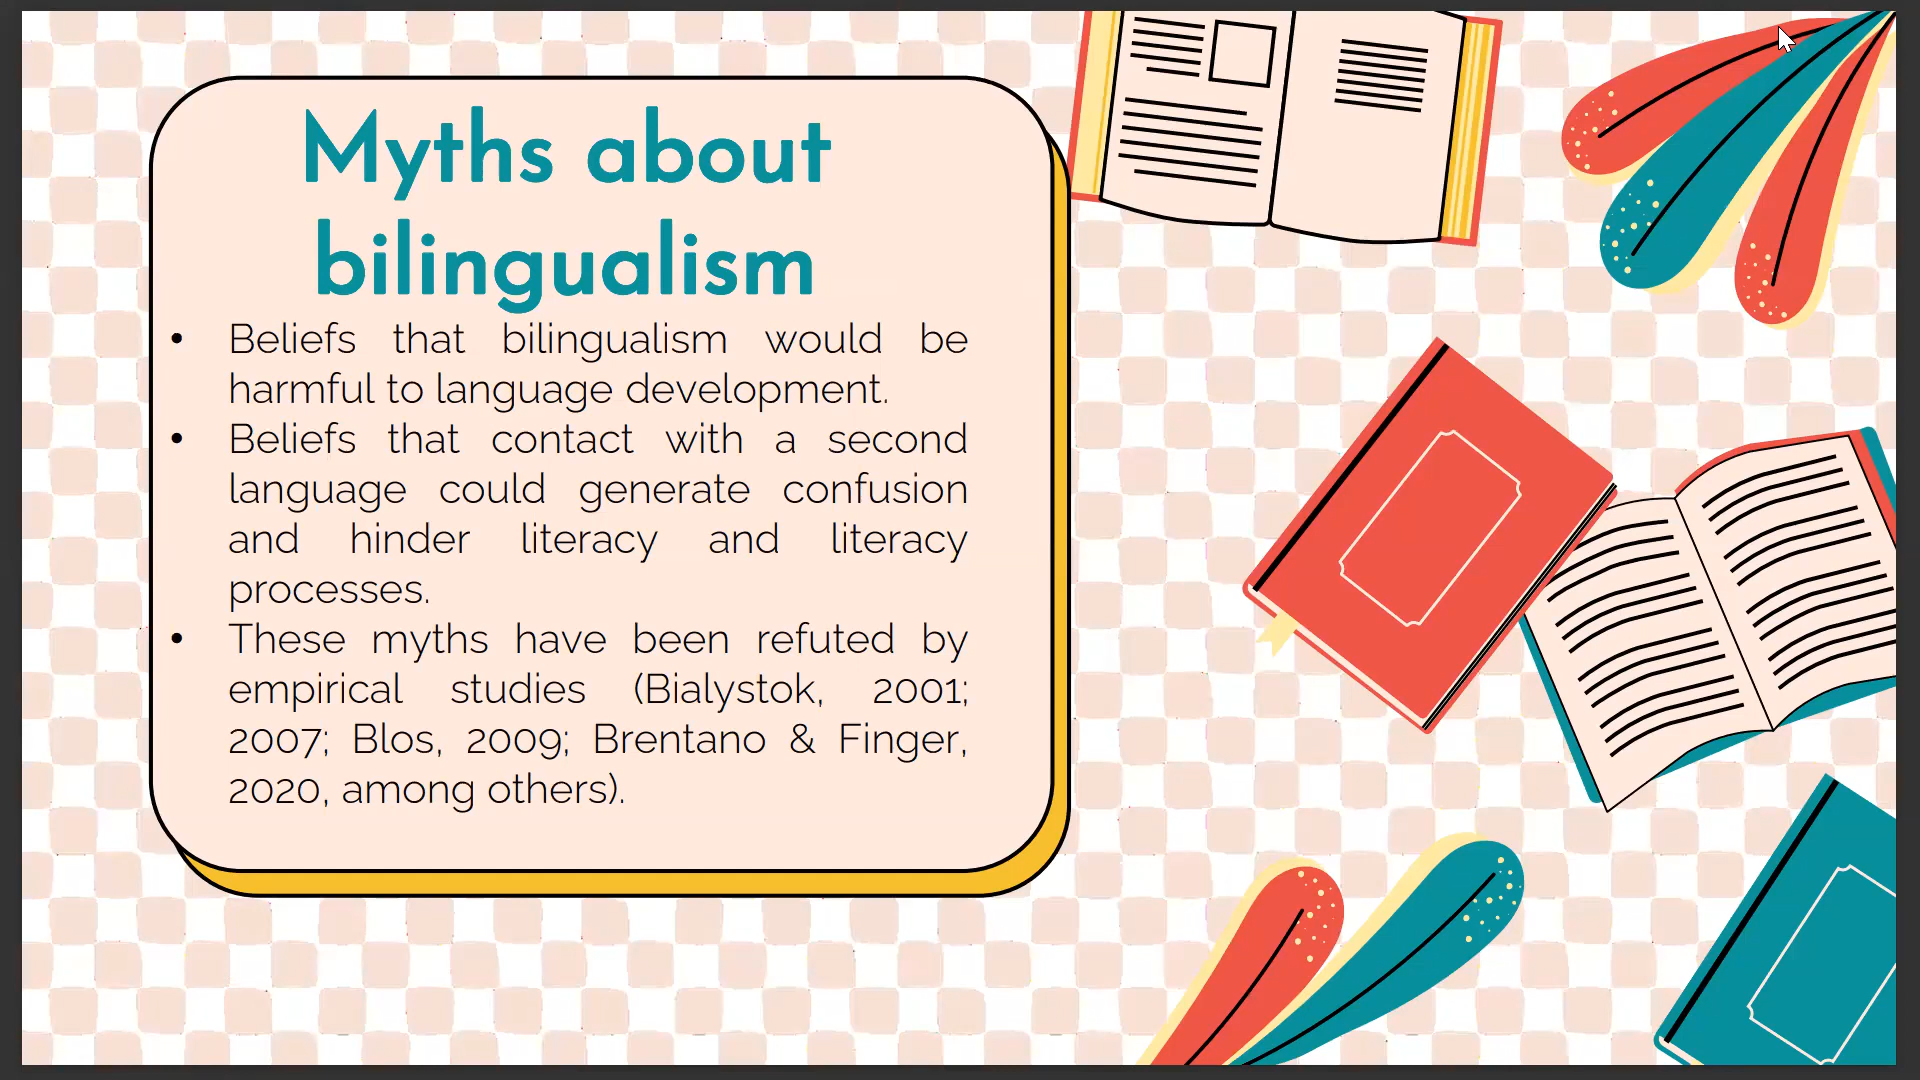 Myths about
bilingualism
• Beliefs that bilingualism would be
harmful to language development.
• Beliefs that contact with a second
language could generate confusion
and hinder literacy and literacy
processes.
• These myths have been refuted by
empirical studies (Bialystok, 2001;
2007; Blos, 2009; Brentano & Finger,
2020, among others).